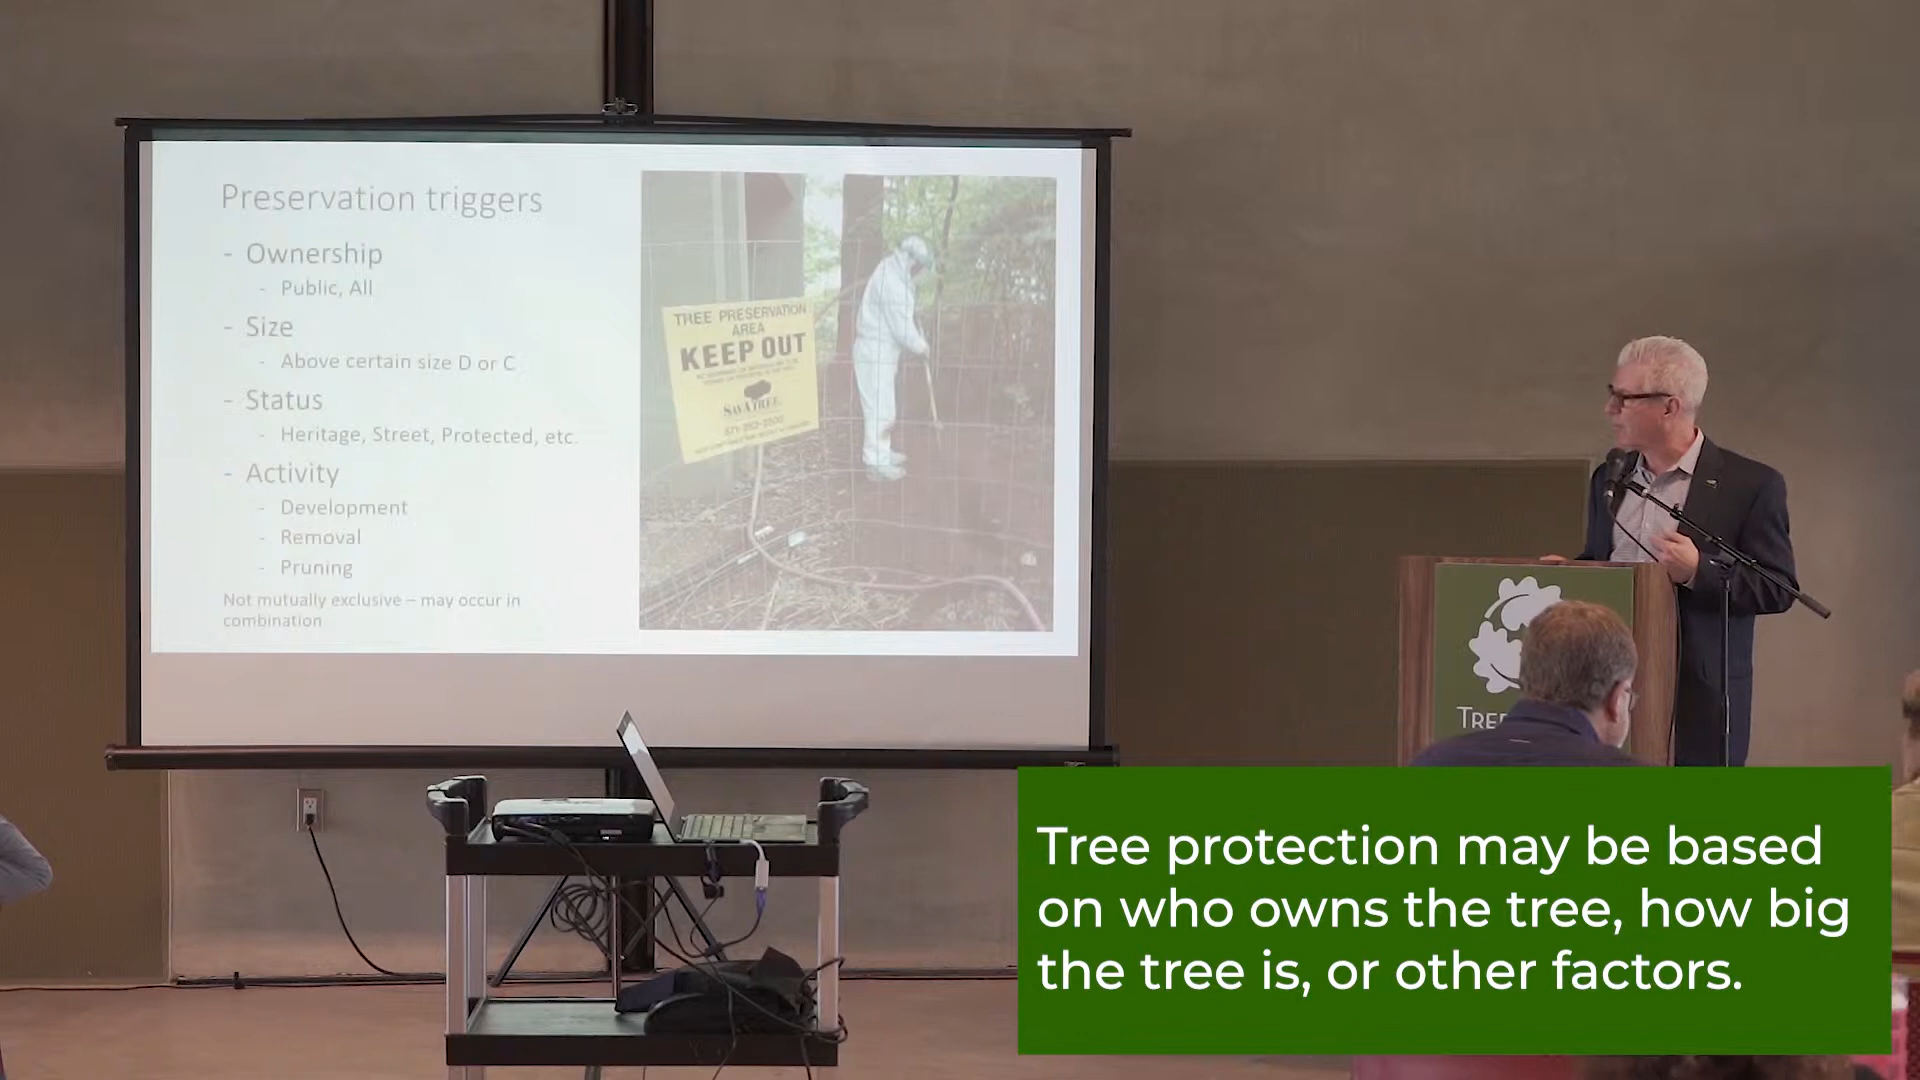 Preservation triggers
- Ownership
- Public, All
- Size
- Above certain size D or C
- Status
- Heritage, Street, Protected, etc.
- Activity
- Development
- Removal
- Pruning
Not mutually exclusive – may occur in
combination
TREE PRESERVATION
AREA
KEEP OUT
SAVATREE
TREE
Tree protection may be based
on who owns the tree, how big
the tree is, or other factors.